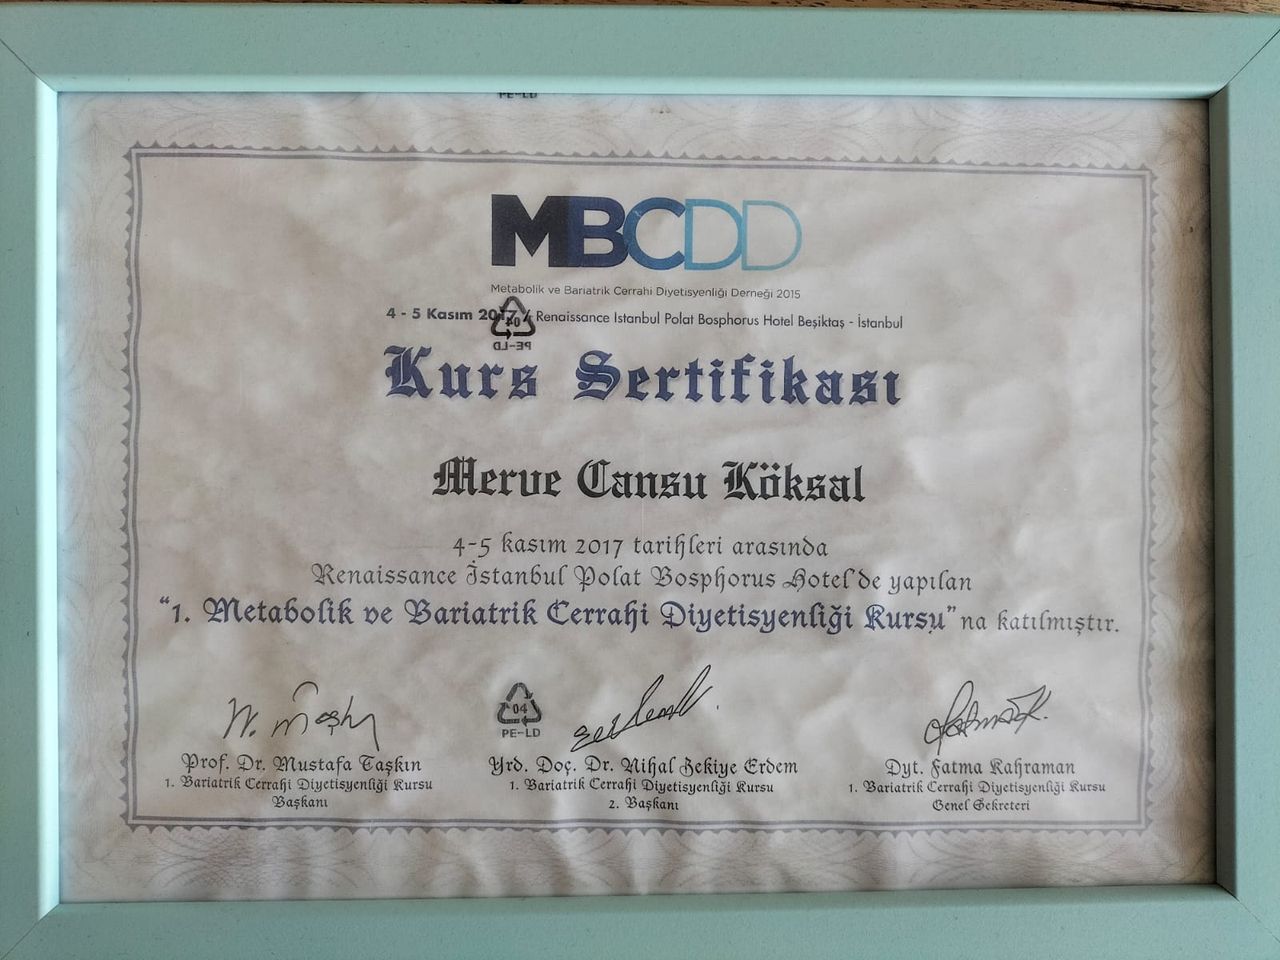 PE-LD
MBCDD
Metabolik ve Bariatrik Cerrahi Diyetisyenliği Derneği 2015
4 - 5 Kasım 2017 / Renaissance Istanbul Polat Bosphorus Hotel Beşiktaş - İstanbul
04
PE-LD
Kurs Sertifikası
Merve Cansu Köksal
4-5 kasım 2017 tarihleri arasında
Renaissance İstanbul Polat Bosphorus Hotel'de yapılan
“1. Metabolik ve Bariatrik Cerrahi Diyetisyenliği Kursu” na katılmıştır.
04
PE-LD
Prof. Dr. Mustafa Taşkın
1. Bariatrik Cerrahi Diyetisyenliği Kursu
Başkanı
Yrd. Doç. Dr. Nihal Zekiye Erdem
1. Bariatrik Cerrahi Diyetisyenliği Kursu
2. Başkanı
Dyt. Fatma Kahraman
1. Bariatrik Cerrahi Diyetisyenliği Kursu
Genel Sekreteri